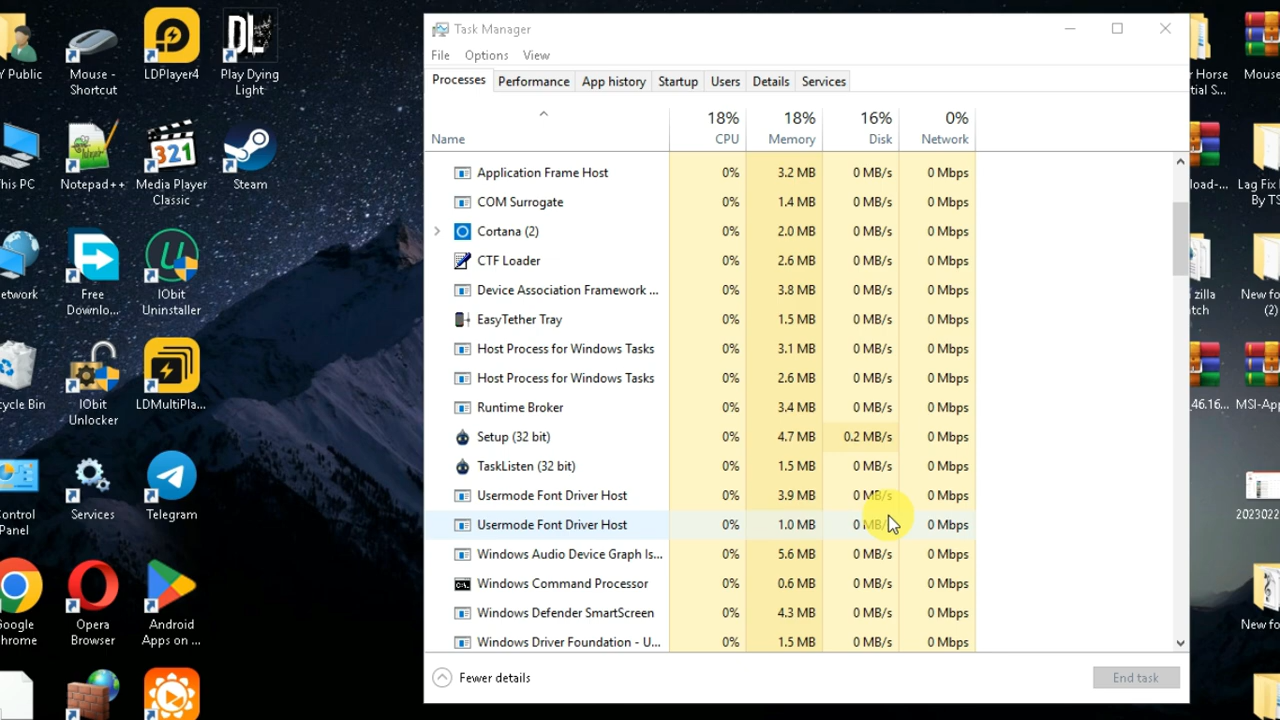 Y Public
Mouse -
Shortcut
LDPlayer4
DL
Play Dying
Light
This PC
Notepad++
321
Media Player
Classic
Steam
etwork
Free
Downlo...
IObit
Uninstaller
cycle Bin
IObit
Unlocker
LDMultiPla...
Control
Panel
Services
Telegram
Google
Chrome
Opera
Browser
Android
Apps on ...
Task Manager
File Options View
Processes Performance App history Startup Users Details Services
18% 18% 16% 0%
Name CPU Memory Disk Network
Application Frame Host 0% 3.2 MB 0 MB/s 0 Mbps
COM Surrogate 0% 1.4 MB 0 MB/s 0 Mbps
Cortana (2) 0% 2.0 MB 0 MB/s 0 Mbps
CTF Loader 0% 2.6 MB 0 MB/s 0 Mbps
Device Association Framework ... 0% 3.8 MB 0 MB/s 0 Mbps
EasyTether Tray 0% 1.5 MB 0 MB/s 0 Mbps
Host Process for Windows Tasks 0% 3.1 MB 0 MB/s 0 Mbps
Host Process for Windows Tasks 0% 2.6 MB 0 MB/s 0 Mbps
Runtime Broker 0% 3.4 MB 0 MB/s 0 Mbps
Setup (32 bit) 0% 4.7 MB 0.2 MB/s 0 Mbps
TaskListen (32 bit) 0% 1.5 MB 0 MB/s 0 Mbps
Usermode Font Driver Host 0% 3.9 MB 0 MB/s 0 Mbps
Usermode Font Driver Host 0% 1.0 MB 0 MB/s 0 Mbps
Windows Audio Device Graph Is... 0% 5.6 MB 0 MB/s 0 Mbps
Windows Command Processor 0% 0.6 MB 0 MB/s 0 Mbps
Windows Defender SmartScreen 0% 4.3 MB 0 MB/s 0 Mbps
Windows Driver Foundation - U... 0% 1.5 MB 0 MB/s 0 Mbps
Fewer details
End task
r Horse
tial S...
Mouse
load-...
Lag Fix
By TS
zilla
tch
New fo
(2)
_46.16...
MSI-Ap
2023022
New fo